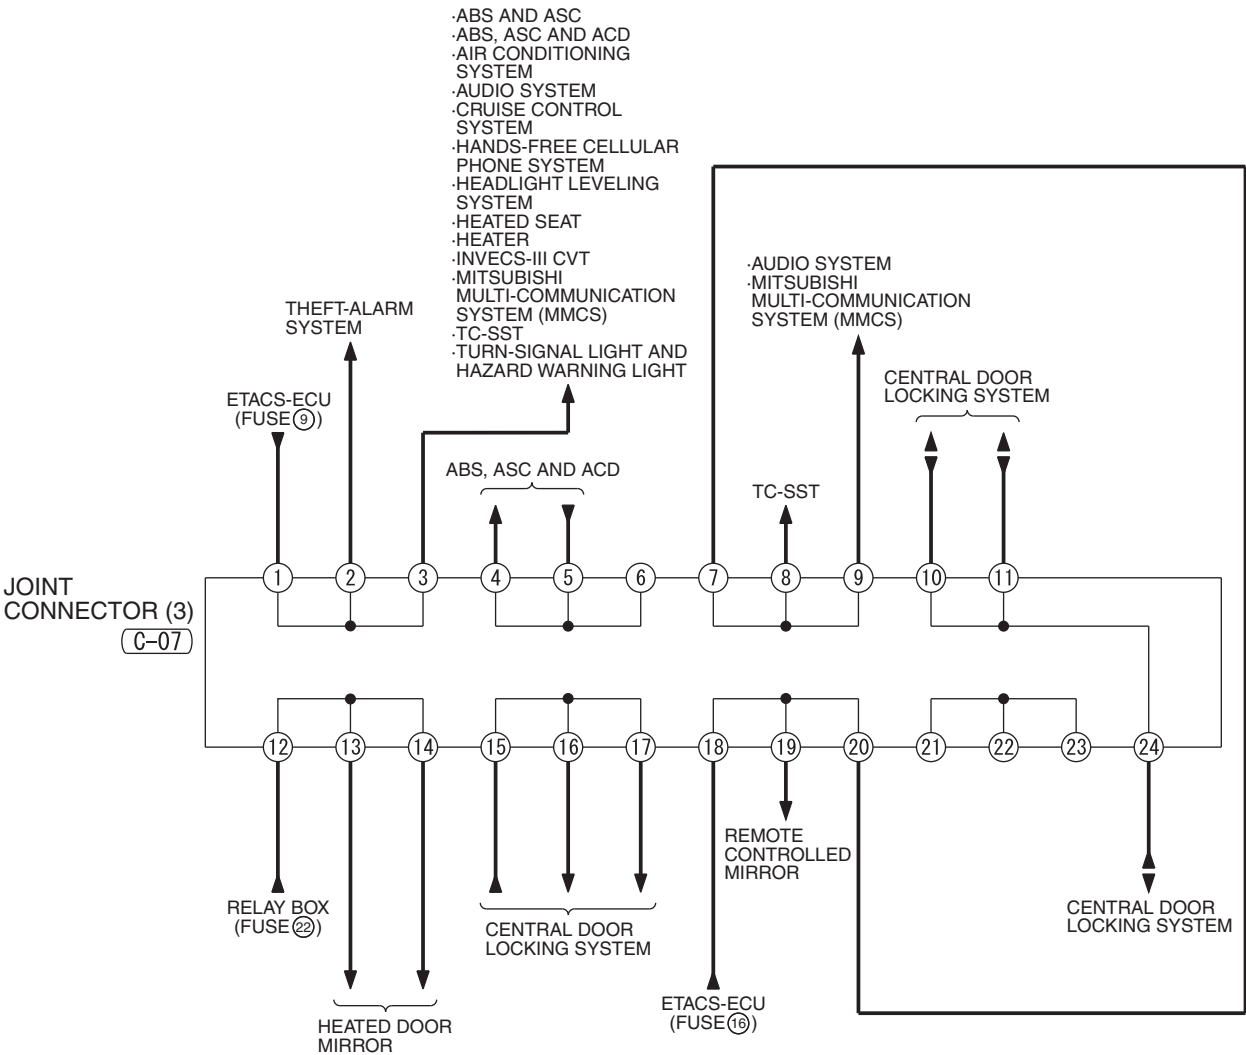 ·ABS AND ASC
·ABS, ASC AND ACD
·AIR CONDITIONING
SYSTEM
·AUDIO SYSTEM
·CRUISE CONTROL
SYSTEM
·HANDS-FREE CELLULAR
PHONE SYSTEM
·HEADLIGHT LEVELING
SYSTEM
·HEATED SEAT
·HEATER
·INVECS-III CVT
·MITSUBISHI
MULTI-COMMUNICATION
SYSTEM (MMCS)
·TC-SST
·TURN-SIGNAL LIGHT AND
HAZARD WARNING LIGHT
·AUDIO SYSTEM
·MITSUBISHI
MULTI-COMMUNICATION
SYSTEM (MMCS)
THEFT-ALARM
SYSTEM
CENTRAL DOOR
LOCKING SYSTEM
ETACS-ECU
(FUSE 9)
ABS, ASC AND ACD
TC-SST
JOINT
CONNECTOR (3)
C-07
1 2 3 4 5 6 7 8 9 10 11
12 13 14 15 16 17 18 19 20 21 22 23 24
REMOTE
CONTROLLED
MIRROR
RELAY BOX
(FUSE 22)
CENTRAL DOOR
LOCKING SYSTEM
CENTRAL DOOR
LOCKING SYSTEM
ETACS-ECU
(FUSE 16)
HEATED DOOR
MIRROR